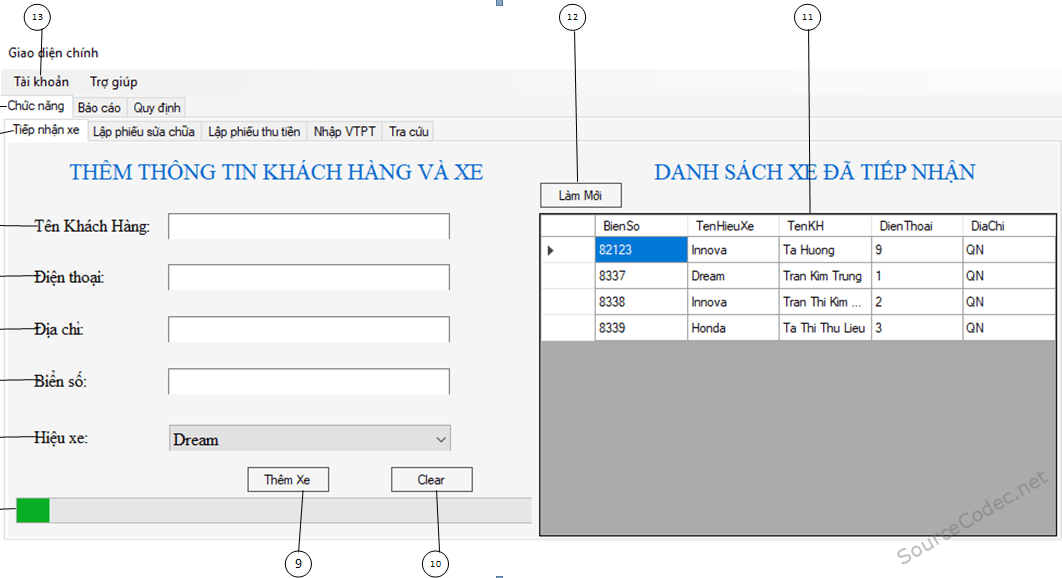 13
12
11
Giao diện chính
Tài khoản Trợ giúp
Chức năng Báo cáo Quy định
Tiếp nhận xe Lập phiếu sửa chữa Lập phiếu thu tiền Nhập VTPT Tra cứu
THÊM THÔNG TIN KHÁCH HÀNG VÀ XE
DANH SÁCH XE ĐÃ TIẾP NHẬN
Làm Mới
Tên Khách Hàng:
Điện thoại:
Địa chỉ:
Biển số:
Hiệu xe:
Dream
Thêm Xe
Clear
BienSo TenHieuXe TenKH DienThoai DiaChi
82123 Innova Ta Huong 9 QN
8337 Dream Tran Kim Trung 1 QN
8338 Innova Tran Thi Kim ... 2 QN
8339 Honda Ta Thi Thu Lieu 3 QN
SourceCodec.net
9
10